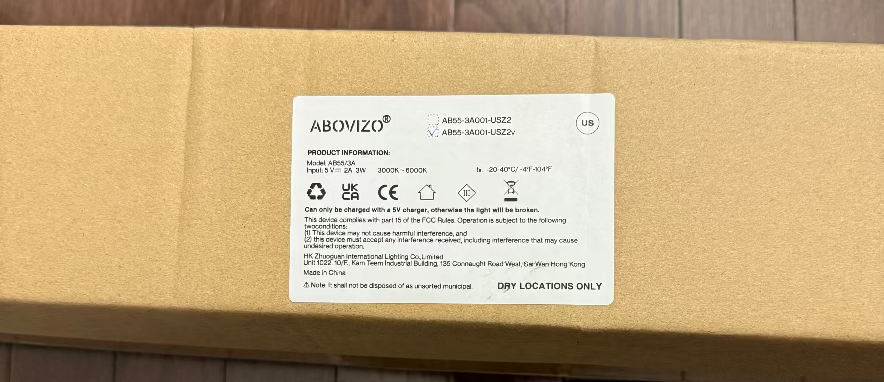 ABOVIZO®
AB55-3A001-USZ2
AB55-3A001-USZ2v
US
PRODUCT INFORMATION:
Model: AB55/3A
Input: 5V⎓ 2A 3W 3000K ~ 6000K ta: -20-40°C/ -4°F-104°F
UK
CA
CE
Can only be charged with a 5V charger, otherwise the light will be broken.
This device complies with part 15 of the FCC Rules. Operation is subject to the following
twoconditions:
(1) This device may not cause harmful interference, and
(2) this device must accept any interference received, including interference that may cause
undesired operation.
HK Zhuoguan International Lighting Co.,Limited
Unit 1022, 10/F., Kam Teem Industrial Building, 135 Connaught Road West, Sai Wan Hong Kong
Made in China
⚠ Note: It shall not be disposed of as unsorted municipal.
DRY LOCATIONS ONLY